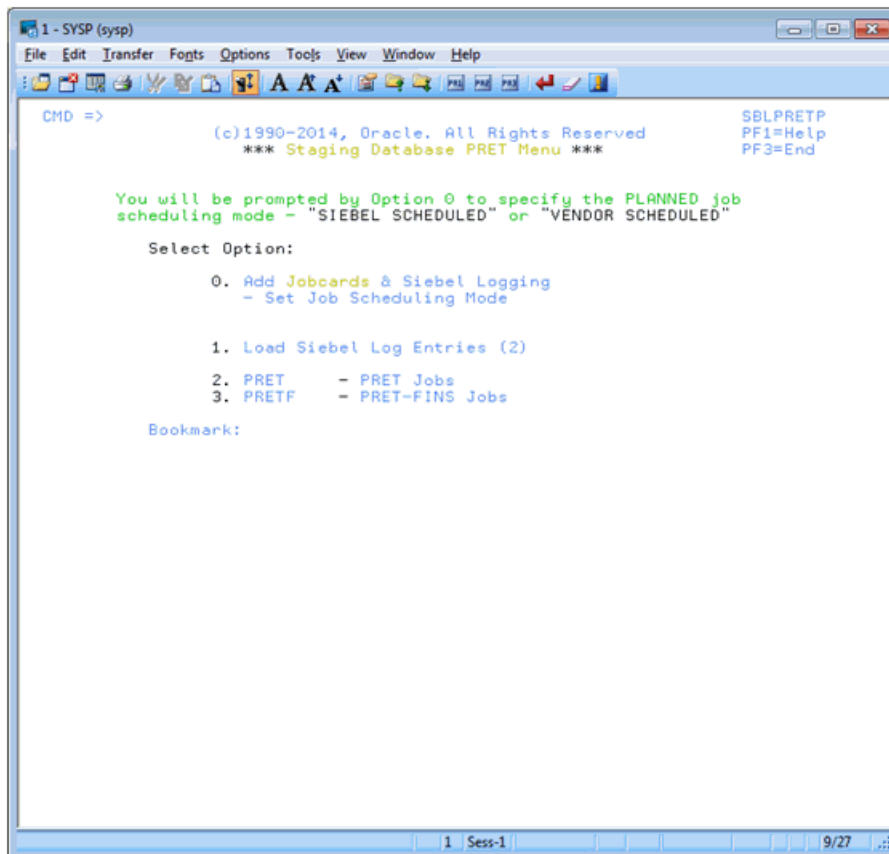 1 - SYSP (sysp)
File Edit Transfer Fonts Options Tools View Window Help
CMD => SBLPRETP
(c)1990-2014, Oracle. All Rights Reserved PF1=Help
*** Staging Database PRET Menu *** PF3=End
You will be prompted by Option 0 to specify the PLANNED job
scheduling mode - "SIEBEL SCHEDULED" or "VENDOR SCHEDULED"
Select Option:
0. Add Jobcards & Siebel Logging
- Set Job Scheduling Mode
1. Load Siebel Log Entries (2)
2. PRET - PRET Jobs
3. PRETF - PRET-FINS Jobs
Bookmark:
1 Sess-1 9/27